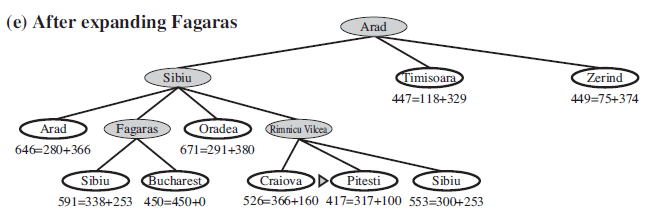 (e) After expanding Fagaras
Arad
Sibiu
Timisoara
Zerind
447=118+329
449=75+374
Arad
Fagaras
Oradea
Rimnicu Vilcea
646=280+366
671=291+380
Sibiu
Bucharest
Craiova
Pitesti
Sibiu
591=338+253
450=450+0
526=366+160
417=317+100
553=300+253